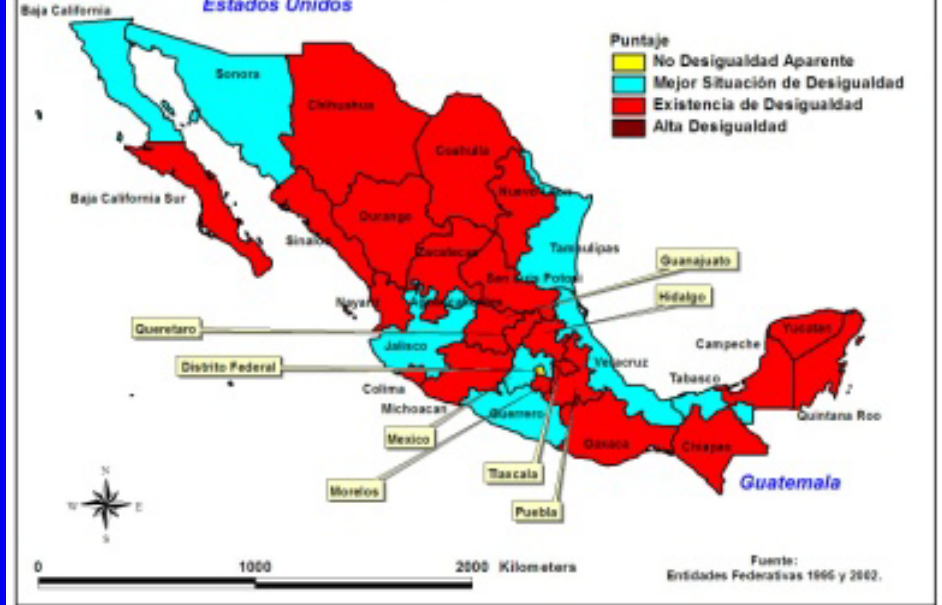 Estados Unidos
Baja California
Puntaje
No Desigualdad Aparente
Mejor Situación de Desigualdad
Existencia de Desigualdad
Alta Desigualdad
Sonora
Chihuahua
Coahuila
Baja California Sur
Nuevo Leon
Durango
Sinaloa
Tamaulipas
Zacatecas
San Luis Potosi
Guanajuato
Hidalgo
Nayarit
Queretaro
Jalisco
Yucatan
Campeche
Veracruz
Distrito Federal
Tabasco
Colima
Michoacan
Guerrero
Quintana Roo
Mexico
Oaxaca
Chiapas
Tlaxcala
Morelos
Puebla
Guatemala
N
W E
S
0 1000 2000 Kilometers
Fuente:
Entidades Federativas 1995 y 2002.